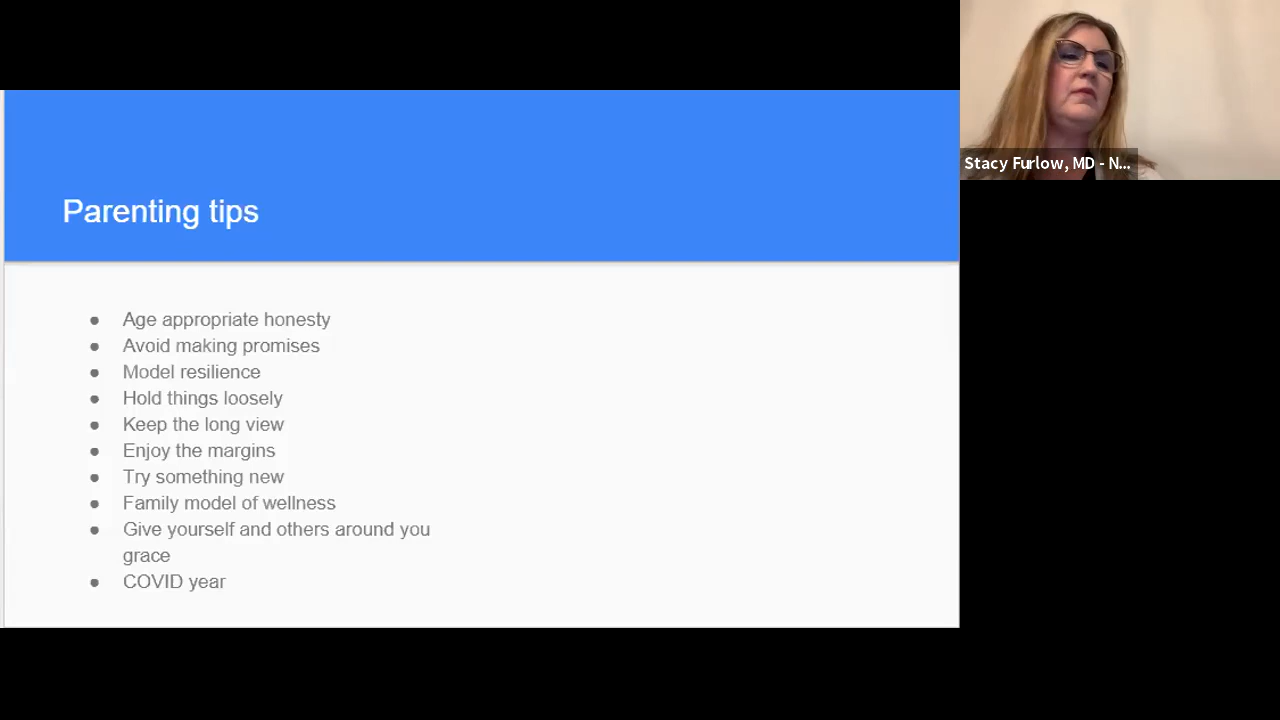 Parenting tips
● Age appropriate honesty
● Avoid making promises
● Model resilience
● Hold things loosely
● Keep the long view
● Enjoy the margins
● Try something new
● Family model of wellness
● Give yourself and others around you
grace
● COVID year
Stacy Furlow, MD - N...